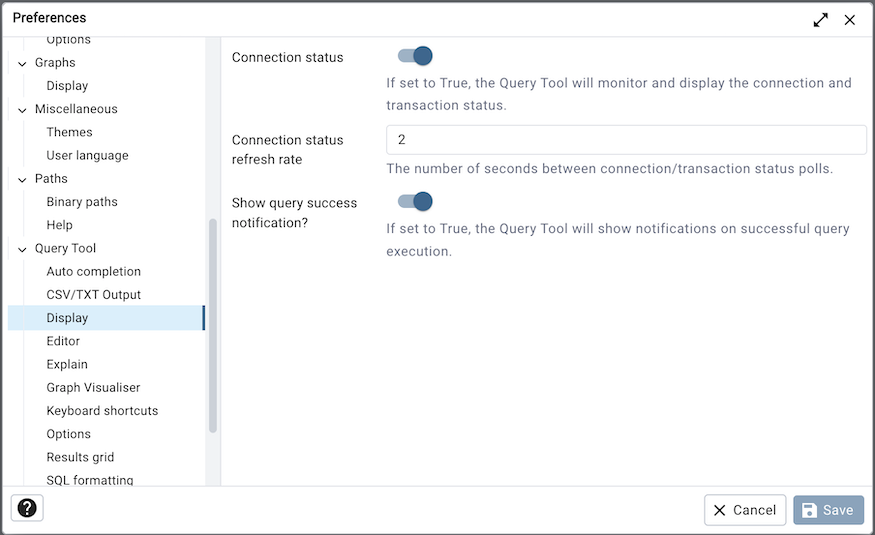 Preferences
Options
Graphs
Display
Miscellaneous
Themes
User language
Paths
Binary paths
Help
Query Tool
Auto completion
CSV/TXT Output
Display
Editor
Explain
Graph Visualiser
Keyboard shortcuts
Options
Results grid
SQL formatting
Connection status
If set to True, the Query Tool will monitor and display the connection and
transaction status.
Connection status
refresh rate
2
The number of seconds between connection/transaction status polls.
Show query success
notification?
If set to True, the Query Tool will show notifications on successful query
execution.
?
Cancel
Save